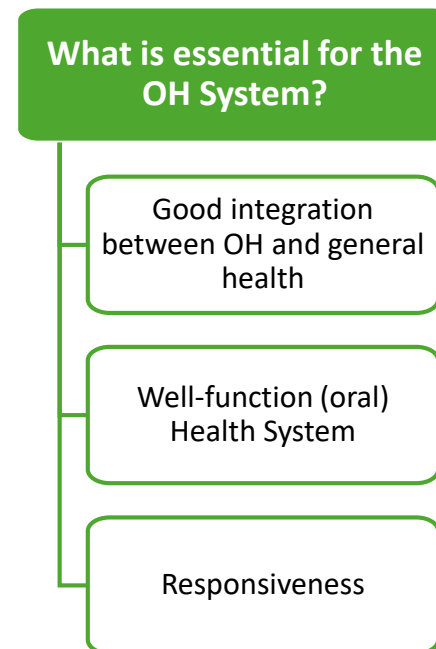 What is essential for the
OH System?
Good integration
between OH and general
health
Well-function (oral)
Health System
Responsiveness